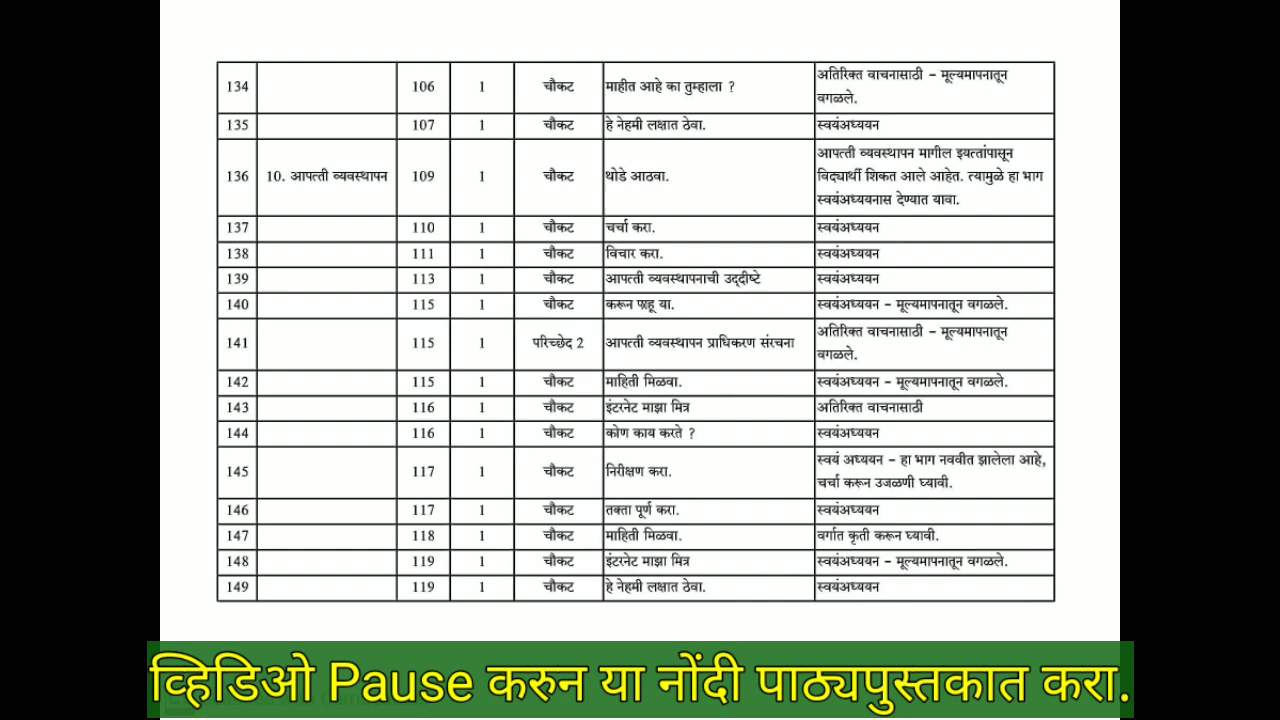 134 106 1 चौकट माहीत आहे का तुम्हाला ? अतिरिक्त वाचनासाठी – मूल्यमापनातून
वगळले.
135 107 1 चौकट हे नेहमी लक्षात ठेवा. स्वयंअध्ययन
136 10. आपत्ती व्यवस्थापन 109 1 चौकट थोडे आठवा. आपत्ती व्यवस्थापन मागील इयत्तांपासून
विद्यार्थी शिकत आले आहेत. त्यामुळे हा भाग
स्वयंअध्ययनास देण्यात यावा.
137 110 1 चौकट चर्चा करा. स्वयंअध्ययन
138 111 1 चौकट विचार करा. स्वयंअध्ययन
139 113 1 चौकट आपत्ती व्यवस्थापनाची उद्‌दीष्टे स्वयंअध्ययन
140 115 1 चौकट करून पाहू या. स्वयंअध्ययन – मूल्यमापनातून वगळले.
141 115 1 परिच्छेद 2 आपत्ती व्यवस्थापन प्राधिकरण संरचना अतिरिक्त वाचनासाठी – मूल्यमापनातून
वगळले.
142 115 1 चौकट माहिती मिळवा. स्वयंअध्ययन – मूल्यमापनातून वगळले.
143 116 1 चौकट इंटरनेट माझा मित्र अतिरिक्त वाचनासाठी
144 116 1 चौकट कोण काय करते ? स्वयंअध्ययन
145 117 1 चौकट निरीक्षण करा. स्वयं अध्ययन – हा भाग नववीत झालेला आहे,
चर्चा करून उजळणी घ्यावी.
146 117 1 चौकट तक्ता पूर्ण करा. स्वयंअध्ययन
147 118 1 चौकट माहिती मिळवा. वर्गात कृती करून घ्यावी.
148 119 1 चौकट इंटरनेट माझा मित्र स्वयंअध्ययन – मूल्यमापनातून वगळले.
149 119 1 चौकट हे नेहमी लक्षात ठेवा. स्वयंअध्ययन
व्हिडिओ Pause करुन या नोंदी पाठ्यपुस्तकात करा.